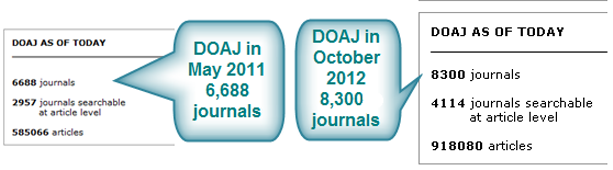 DOAJ AS OF TODAY
6688 journals
2957 journals searchable
at article level
585066 articles
DOAJ in
May 2011
6,688
journals
DOAJ in
October
2012
8,300
journals
DOAJ AS OF TODAY
8300 journals
4114 journals searchable
at article level
918080 articles